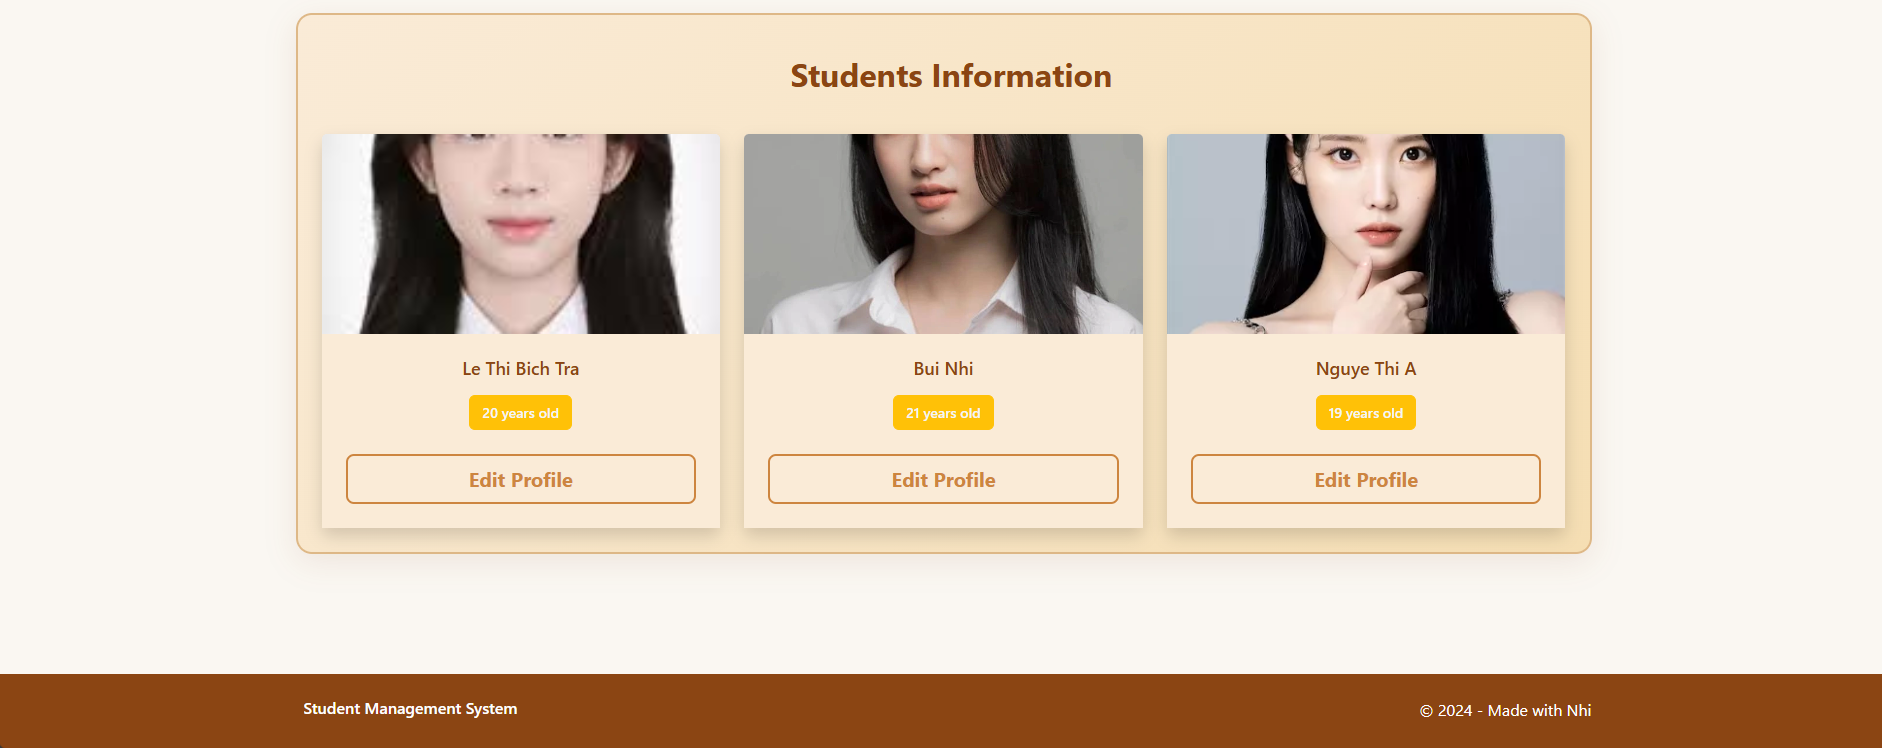 Students Information
Le Thi Bich Tra
20 years old
Edit Profile
Bui Nhi
21 years old
Edit Profile
Nguye Thi A
19 years old
Edit Profile
Student Management System
© 2024 - Made with Nhi